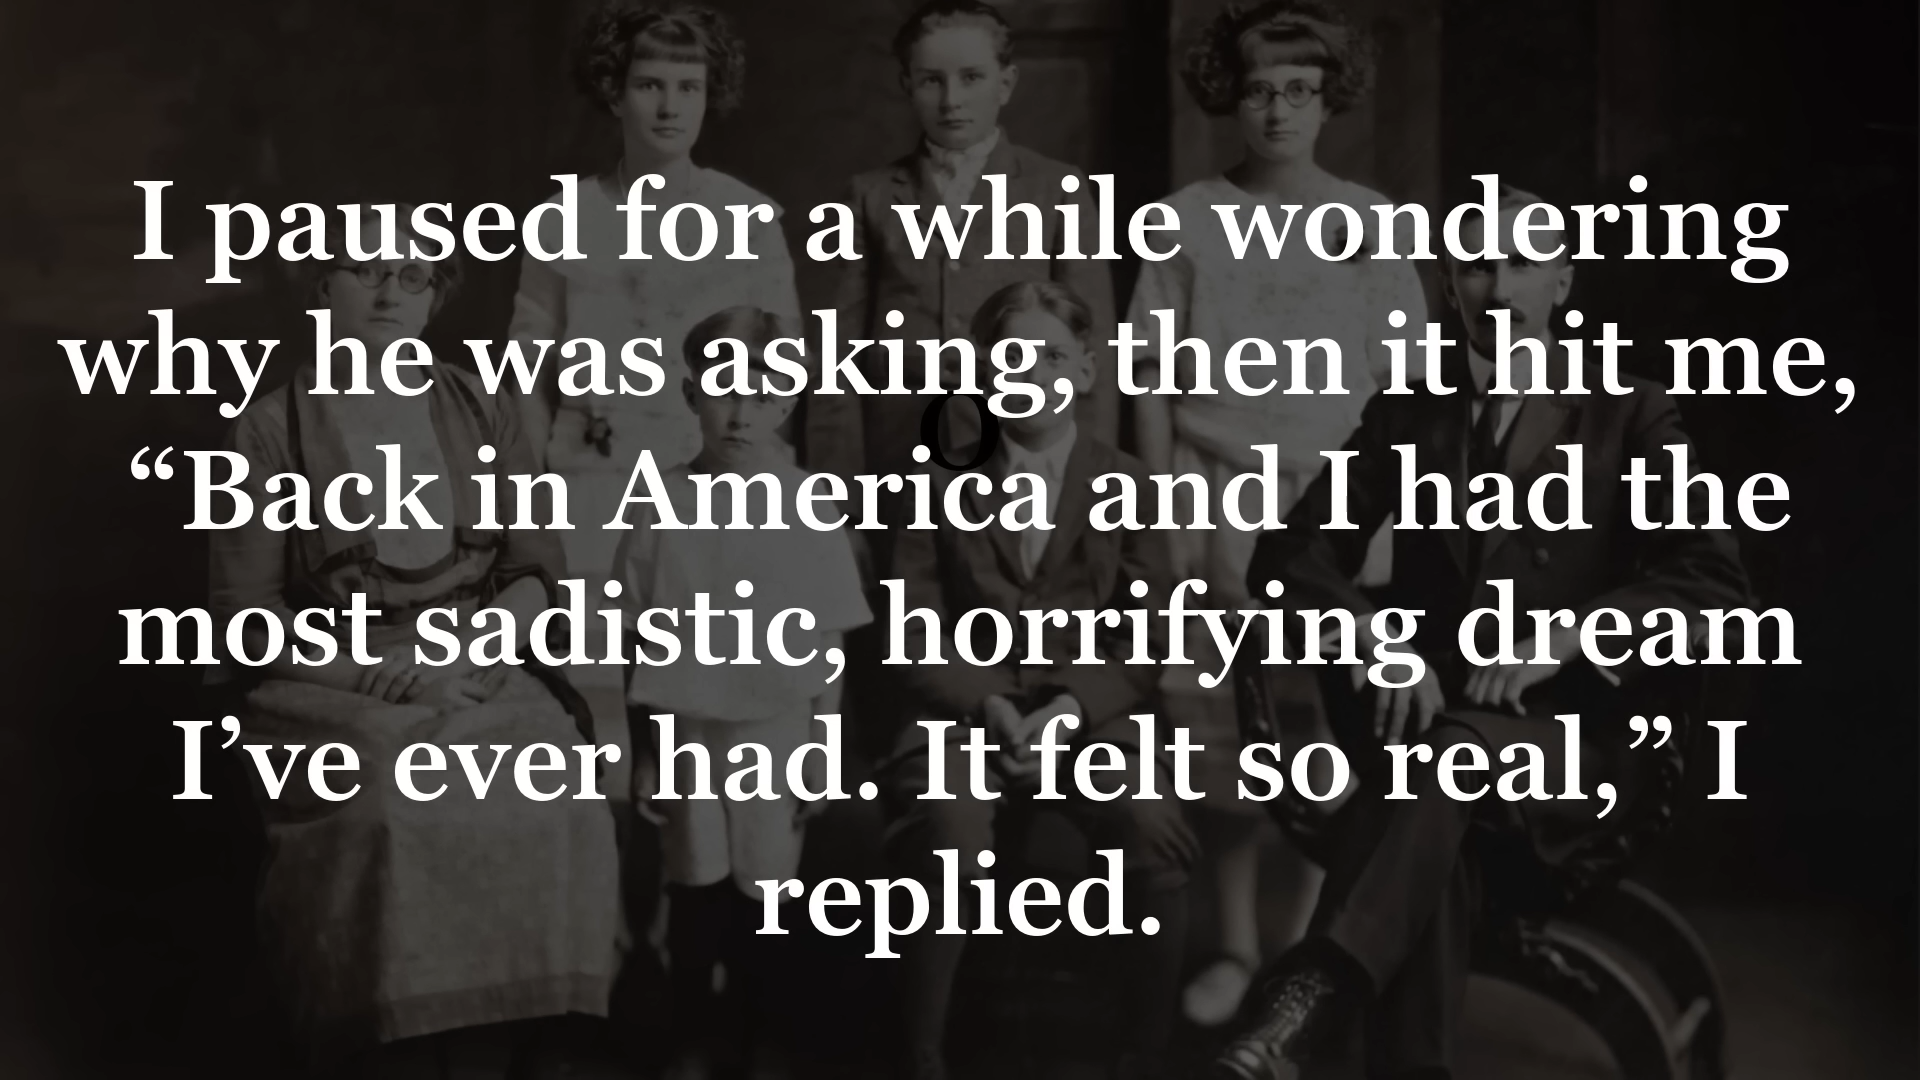 I paused for a while wondering
why he was asking, then it hit me,
“Back in America and I had the
most sadistic, horrifying dream
I’ve ever had. It felt so real,” I
replied.
o